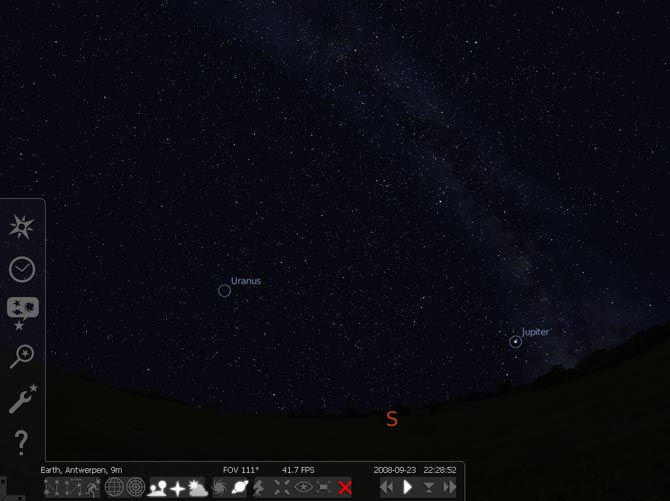 Uranus
Jupiter
S
Earth, Antwerpen, 9m FOV 111° 41.7 FPS 2008-09-23 22:28:52